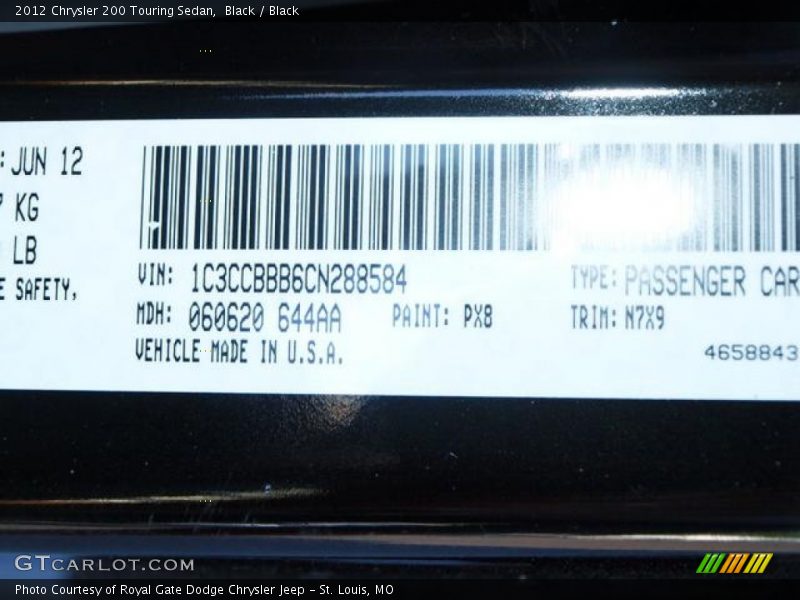 2012 Chrysler 200 Touring Sedan, Black / Black
: JUN 12
KG
LB
E SAFETY,
VIN: 1C3CCBBB6CN288584
TYPE: PASSENGER CAR
MDH: 060620 644AA
PAINT: PX8
TRIM: N7X9
VEHICLE MADE IN U.S.A.
4658843
GTCARLOT.COM
Photo Courtesy of Royal Gate Dodge Chrysler Jeep - St. Louis, MO